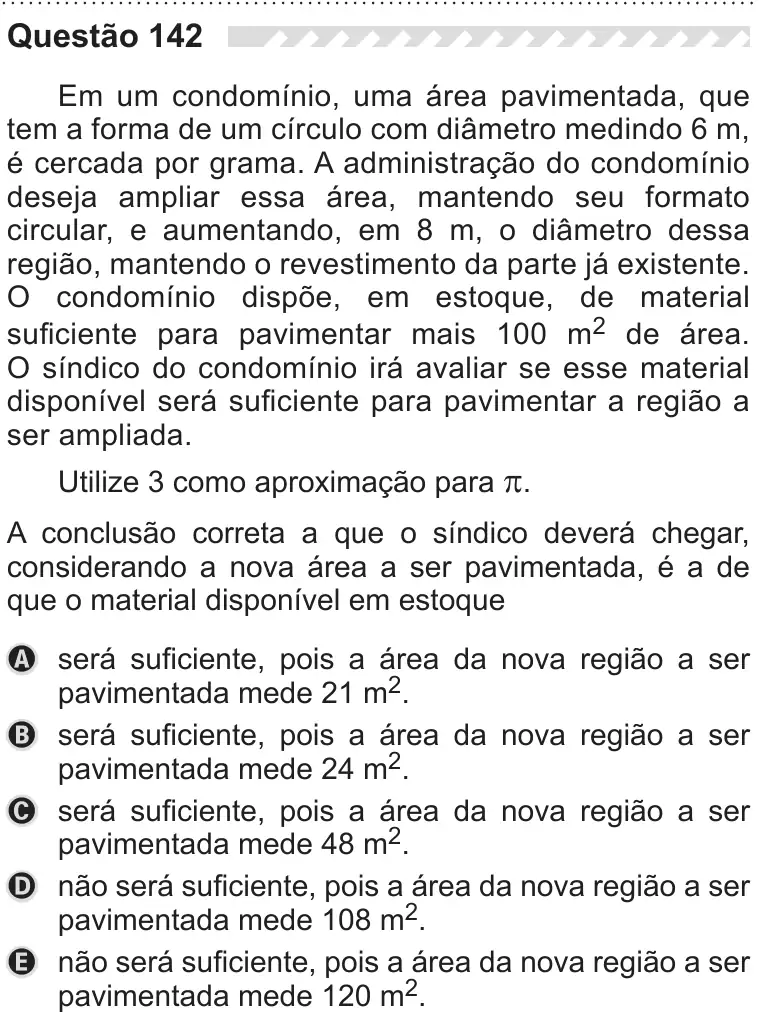 Questão 142
Em um condomínio, uma área pavimentada, que
tem a forma de um círculo com diâmetro medindo 6 m,
é cercada por grama. A administração do condomínio
deseja ampliar essa área, mantendo seu formato
circular, e aumentando, em 8 m, o diâmetro dessa
região, mantendo o revestimento da parte já existente.
O condomínio dispõe, em estoque, de material
suficiente para pavimentar mais 100 m² de área.
O síndico do condomínio irá avaliar se esse material
disponível será suficiente para pavimentar a região a
ser ampliada.
Utilize 3 como aproximação para π.
A conclusão correta a que o síndico deverá chegar,
considerando a nova área a ser pavimentada, é a de
que o material disponível em estoque
A será suficiente, pois a área da nova região a ser
pavimentada mede 21 m².
B será suficiente, pois a área da nova região a ser
pavimentada mede 24 m².
C será suficiente, pois a área da nova região a ser
pavimentada mede 48 m².
D não será suficiente, pois a área da nova região a ser
pavimentada mede 108 m².
E não será suficiente, pois a área da nova região a ser
pavimentada mede 120 m².